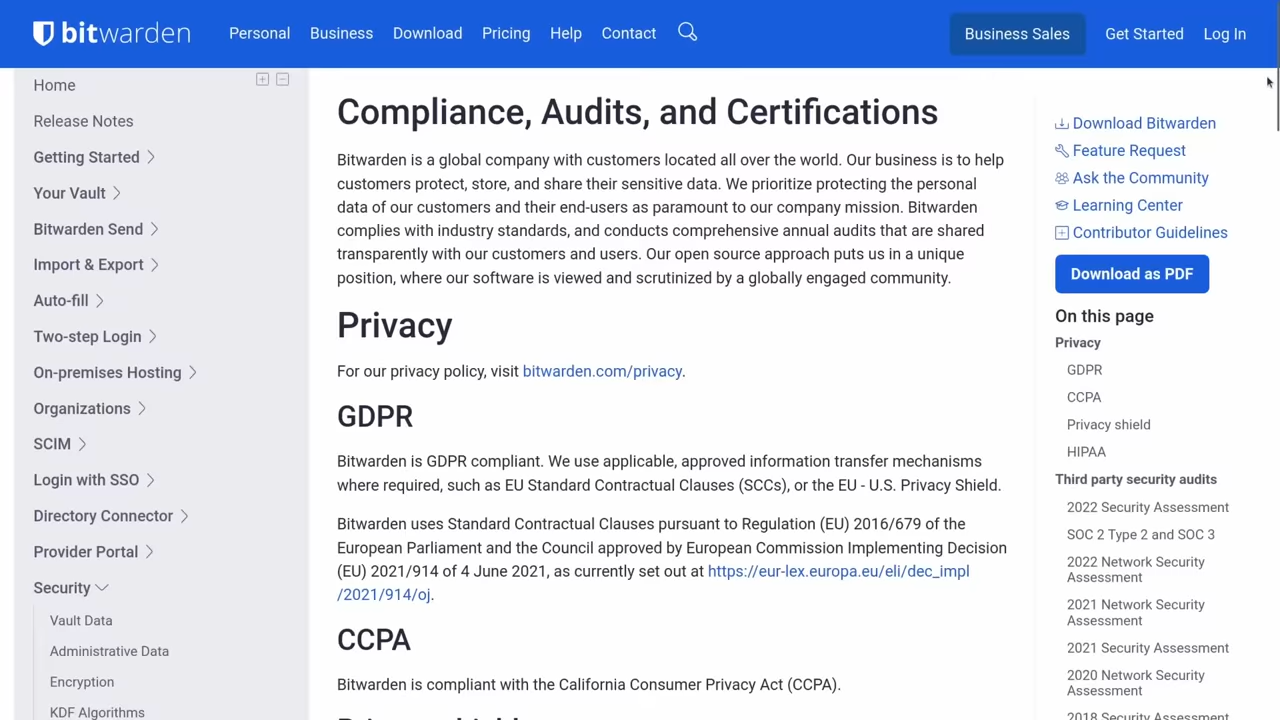 bitwarden
Personal
Business
Download
Pricing
Help
Contact
Business Sales
Get Started
Log In
Home
Release Notes
Getting Started
Your Vault
Bitwarden Send
Import & Export
Auto-fill
Two-step Login
On-premises Hosting
Organizations
SCIM
Login with SSO
Directory Connector
Provider Portal
Security
Vault Data
Administrative Data
Encryption
KDF Algorithms
Compliance, Audits, and Certifications
Bitwarden is a global company with customers located all over the world. Our business is to help
customers protect, store, and share their sensitive data. We prioritize protecting the personal
data of our customers and their end-users as paramount to our company mission. Bitwarden
complies with industry standards, and conducts comprehensive annual audits that are shared
transparently with our customers and users. Our open source approach puts us in a unique
position, where our software is viewed and scrutinized by a globally engaged community.
Privacy
For our privacy policy, visit bitwarden.com/privacy.
GDPR
Bitwarden is GDPR compliant. We use applicable, approved information transfer mechanisms
where required, such as EU Standard Contractual Clauses (SCCs), or the EU - U.S. Privacy Shield.
Bitwarden uses Standard Contractual Clauses pursuant to Regulation (EU) 2016/679 of the
European Parliament and the Council approved by European Commission Implementing Decision
(EU) 2021/914 of 4 June 2021, as currently set out at https://eur-lex.europa.eu/eli/dec_impl
/2021/914/oj.
CCPA
Bitwarden is compliant with the California Consumer Privacy Act (CCPA).
Download Bitwarden
Feature Request
Ask the Community
Learning Center
Contributor Guidelines
Download as PDF
On this page
Privacy
GDPR
CCPA
Privacy shield
HIPAA
Third party security audits
2022 Security Assessment
SOC 2 Type 2 and SOC 3
2022 Network Security
Assessment
2021 Network Security
Assessment
2021 Security Assessment
2020 Network Security
Assessment
2018 Security Assessment